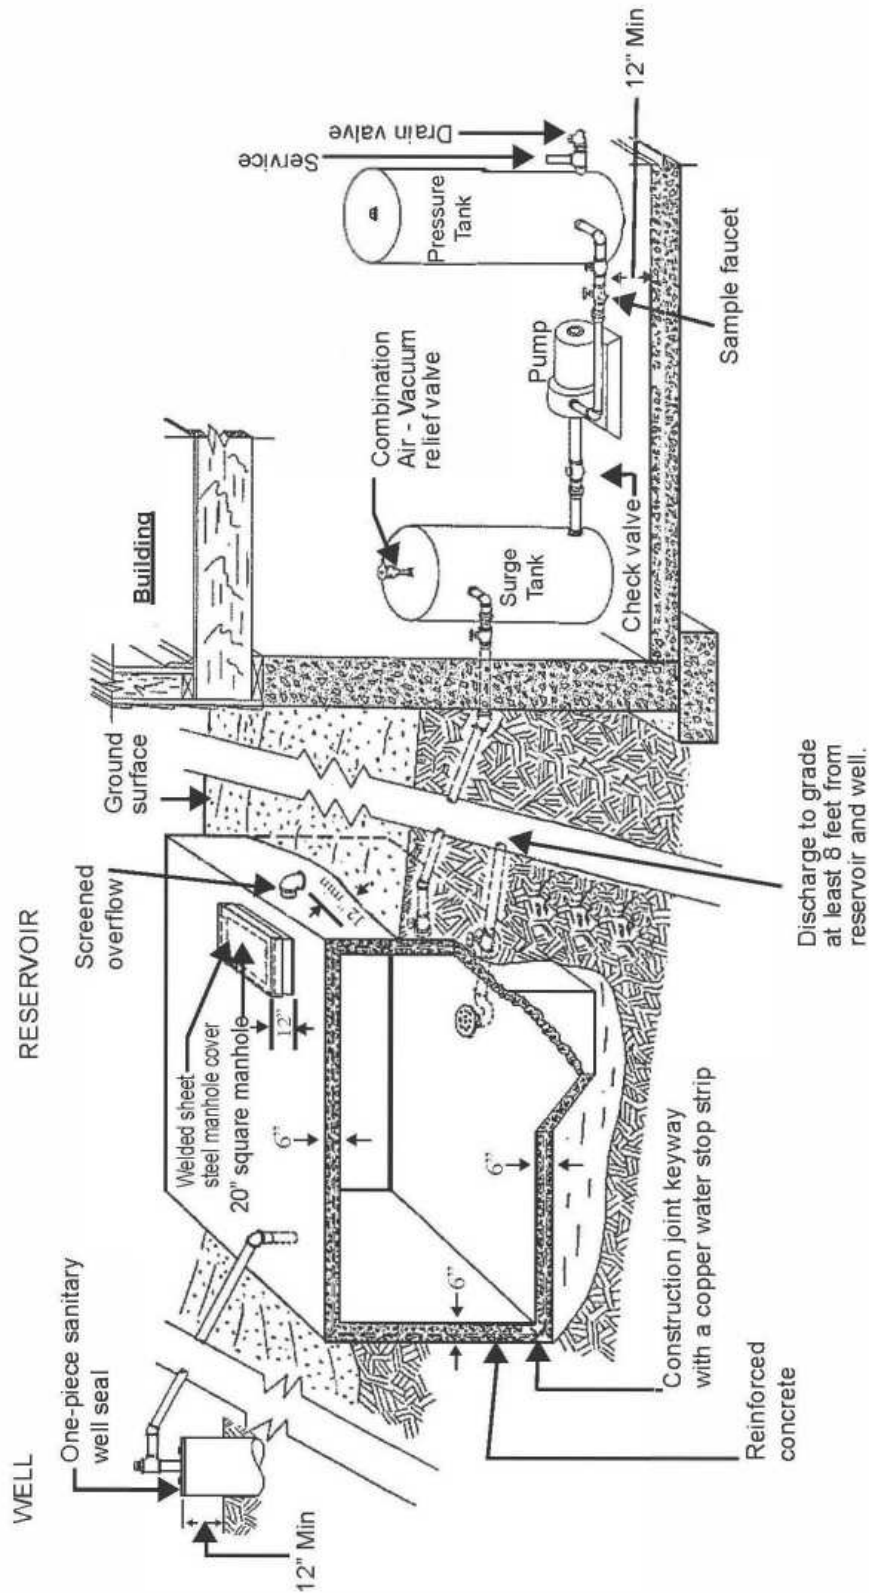 WELL
One-piece sanitary
well seal
12" Min
RESERVOIR
Screened
overflow
Ground
surface
Building
Welded sheet
steel manhole cover
20" square manhole
12"
12" min
6"
6"
6"
Combination
Air - Vacuum
relief valve
Surge
Tank
Pump
Pressure
Tank
Service
Drain valve
12" Min
Sample faucet
Check valve
Discharge to grade
at least 8 feet from
reservoir and well.
Construction joint keyway
with a copper water stop strip
Reinforced
concrete